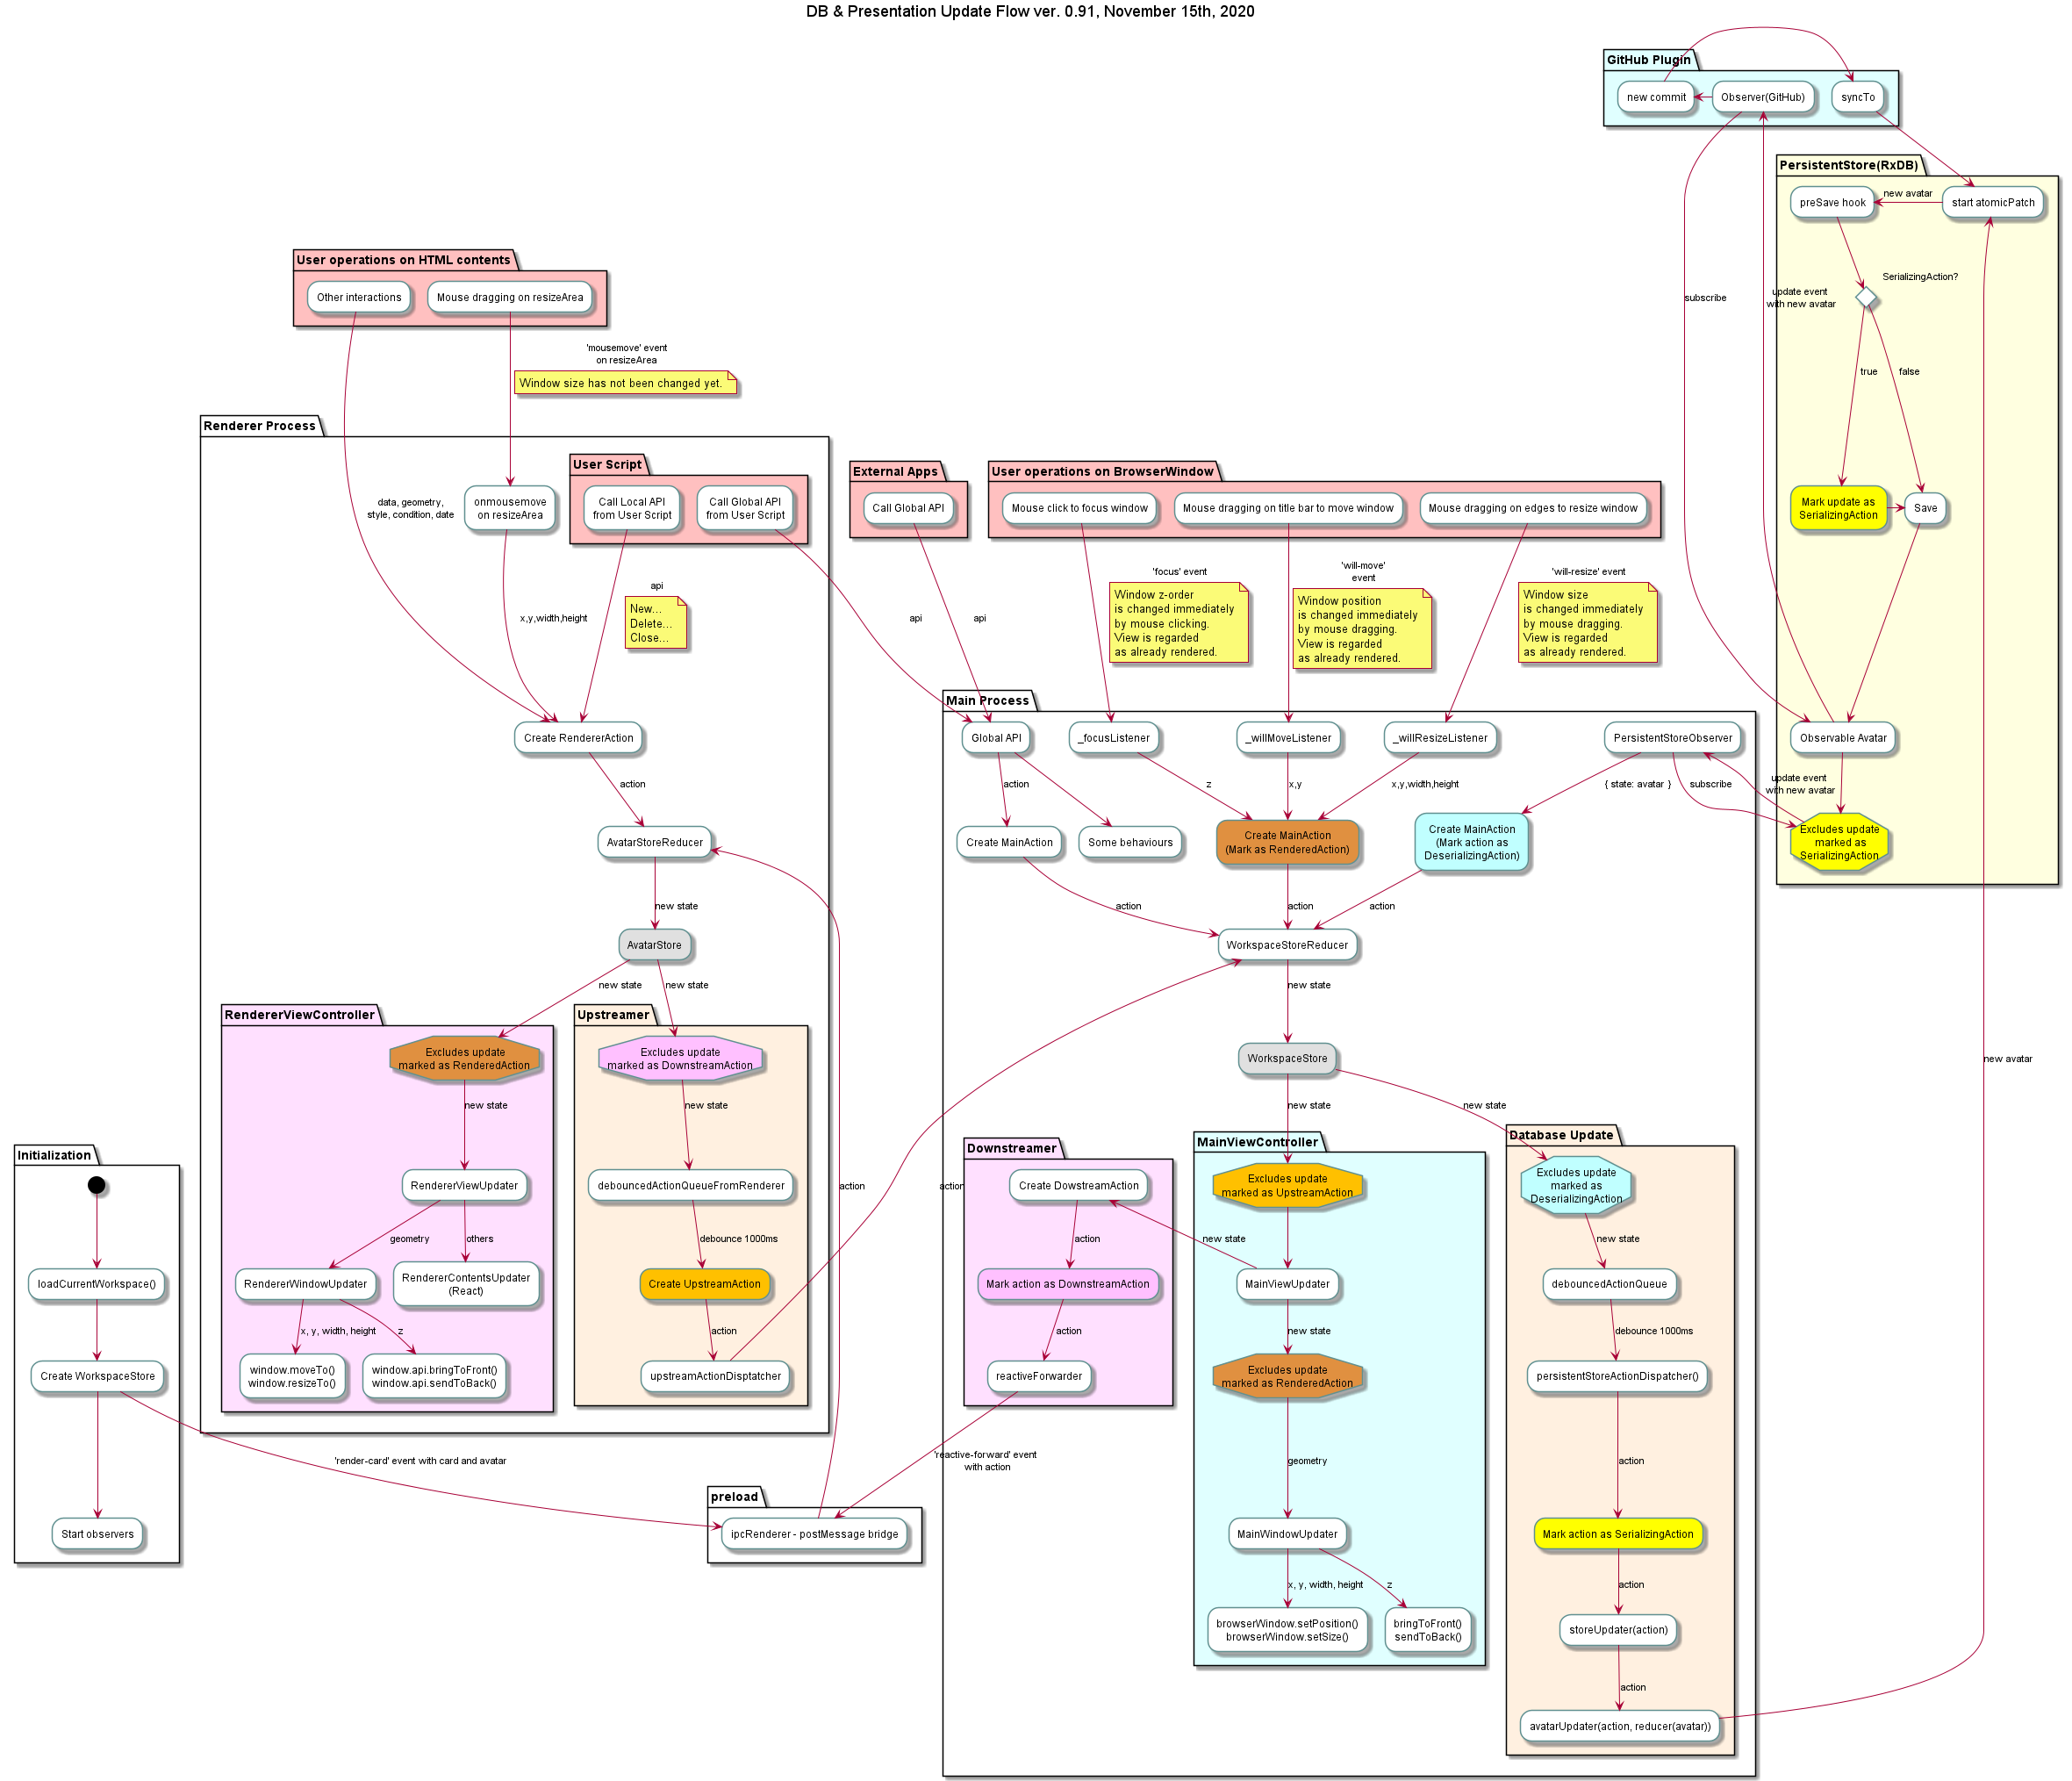 DB & Presentation Update Flow ver. 0.91, November 15th, 2020
GitHub Plugin
new commit
Observer(GitHub)
syncTo
PersistentStore(RxDB)
preSave hook
new avatar
start atomicPatch
SerializingAction?
subscribe
update event
with new avatar
true
false
Mark update as
SerializingAction
Save
Observable Avatar
update event
with new avatar
Excludes update
marked as
SerializingAction
new avatar
User operations on HTML contents
Other interactions
Mouse dragging on resizeArea
'mousemove' event
on resizeArea
Window size has not been changed yet.
Renderer Process
data, geometry,
style, condition, date
onmousemove
on resizeArea
User Script
Call Local API
from User Script
Call Global API
from User Script
x,y,width,height
api
New...
Delete...
Close...
api
Create RendererAction
action
AvatarStoreReducer
new state
AvatarStore
new state
new state
RendererViewController
Excludes update
marked as RenderedAction
new state
RendererViewUpdater
geometry
others
RendererWindowUpdater
RendererContentsUpdater
(React)
x, y, width, height
z
window.moveTo()
window.resizeTo()
window.api.bringToFront()
window.api.sendToBack()
Upstreamer
Excludes update
marked as DownstreamAction
new state
debouncedActionQueueFromRenderer
debounce 1000ms
Create UpstreamAction
action
upstreamActionDisptatcher
action
action
External Apps
Call Global API
api
User operations on BrowserWindow
Mouse click to focus window
Mouse dragging on title bar to move window
Mouse dragging on edges to resize window
'focus' event
Window z-order
is changed immediately
by mouse clicking.
View is regarded
as already rendered.
'will-move'
event
Window position
is changed immediately
by mouse dragging.
View is regarded
as already rendered.
'will-resize' event
Window size
is changed immediately
by mouse dragging.
View is regarded
as already rendered.
Main Process
Global API
_focusListener
_willMoveListener
_willResizeListener
PersistentStoreObserver
action
z
x,y
x,y,width,height
{ state: avatar }
subscribe
Create MainAction
Some behaviours
Create MainAction
(Mark as RenderedAction)
Create MainAction
(Mark action as
DeserializingAction)
action
action
action
WorkspaceStoreReducer
new state
WorkspaceStore
new state
new state
Downstreamer
Create DowstreamAction
action
Mark action as DownstreamAction
action
reactiveForwarder
'reactive-forward' event
with action
MainViewController
Excludes update
marked as UpstreamAction
new state
MainViewUpdater
new state
Excludes update
marked as RenderedAction
geometry
MainWindowUpdater
x, y, width, height
z
browserWindow.setPosition()
browserWindow.setSize()
bringToFront()
sendToBack()
Database Update
Excludes update
marked as
DeserializingAction
new state
debouncedActionQueue
debounce 1000ms
persistentStoreActionDispatcher()
action
Mark action as SerializingAction
action
storeUpdater(action)
action
avatarUpdater(action, reducer(avatar))
Initialization
loadCurrentWorkspace()
Create WorkspaceStore
Start observers
'render-card' event with card and avatar
preload
ipcRenderer - postMessage bridge